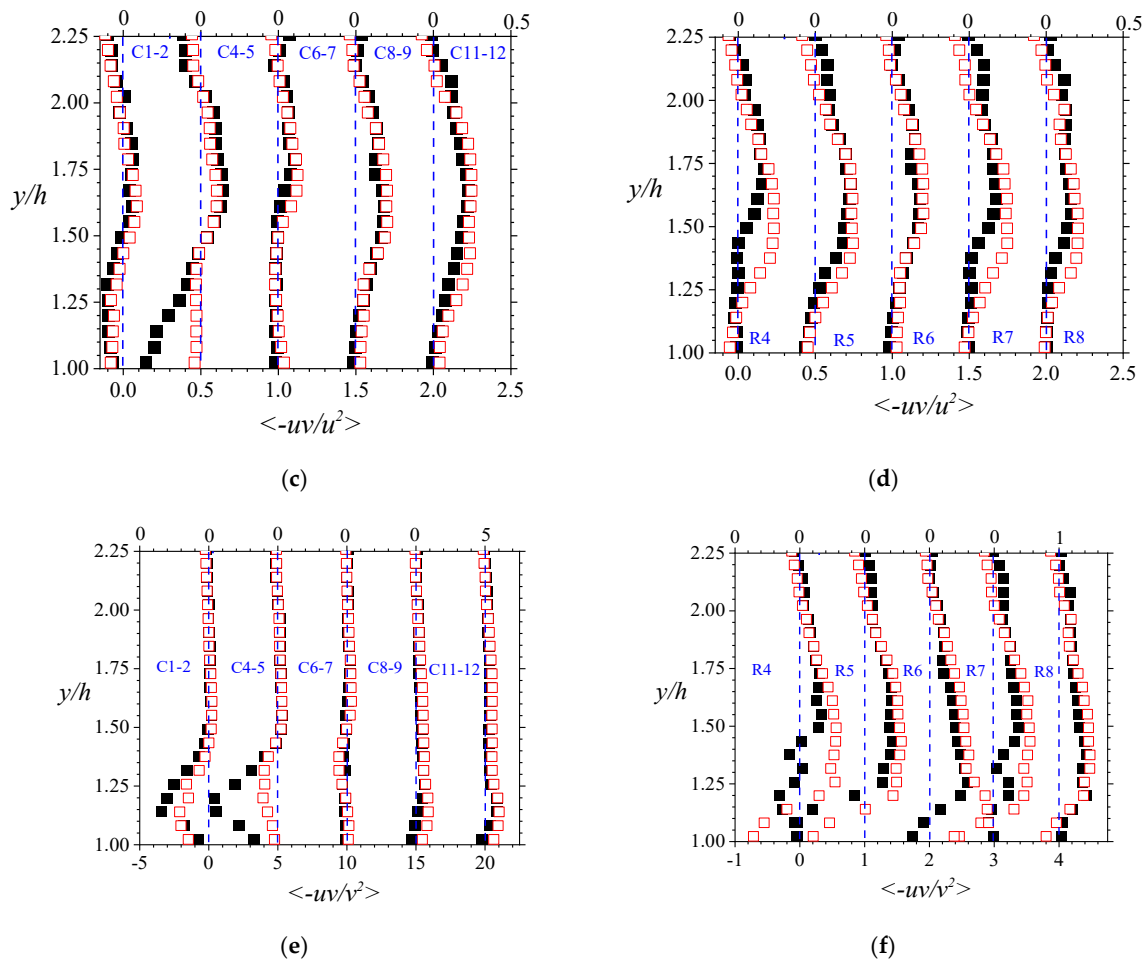 0 0 0 0 0 0.5
2.25
2.00
1.75
1.50
1.25
1.00
y/h
C1-2 C4-5 C6-7 C8-9 C11-12
0.0 0.5 1.0 1.5 2.0 2.5
<-uv/u²>
(c)
0 0 0 0 0 0.5
2.25
2.00
1.75
1.50
1.25
1.00
y/h
R4 R5 R6 R7 R8
0.0 0.5 1.0 1.5 2.0 2.5
<-uv/u²>
(d)
0 0 0 0 0 5
2.25
2.00
1.75
1.50
1.25
1.00
y/h
C1-2 C4-5 C6-7 C8-9 C11-12
-5 0 5 10 15 20
<-uv/v²>
(e)
0 0 0 0 0 1
2.25
2.00
1.75
1.50
1.25
1.00
y/h
R4 R5 R6 R7 R8
-1 0 1 2 3 4
<-uv/v²>
(f)